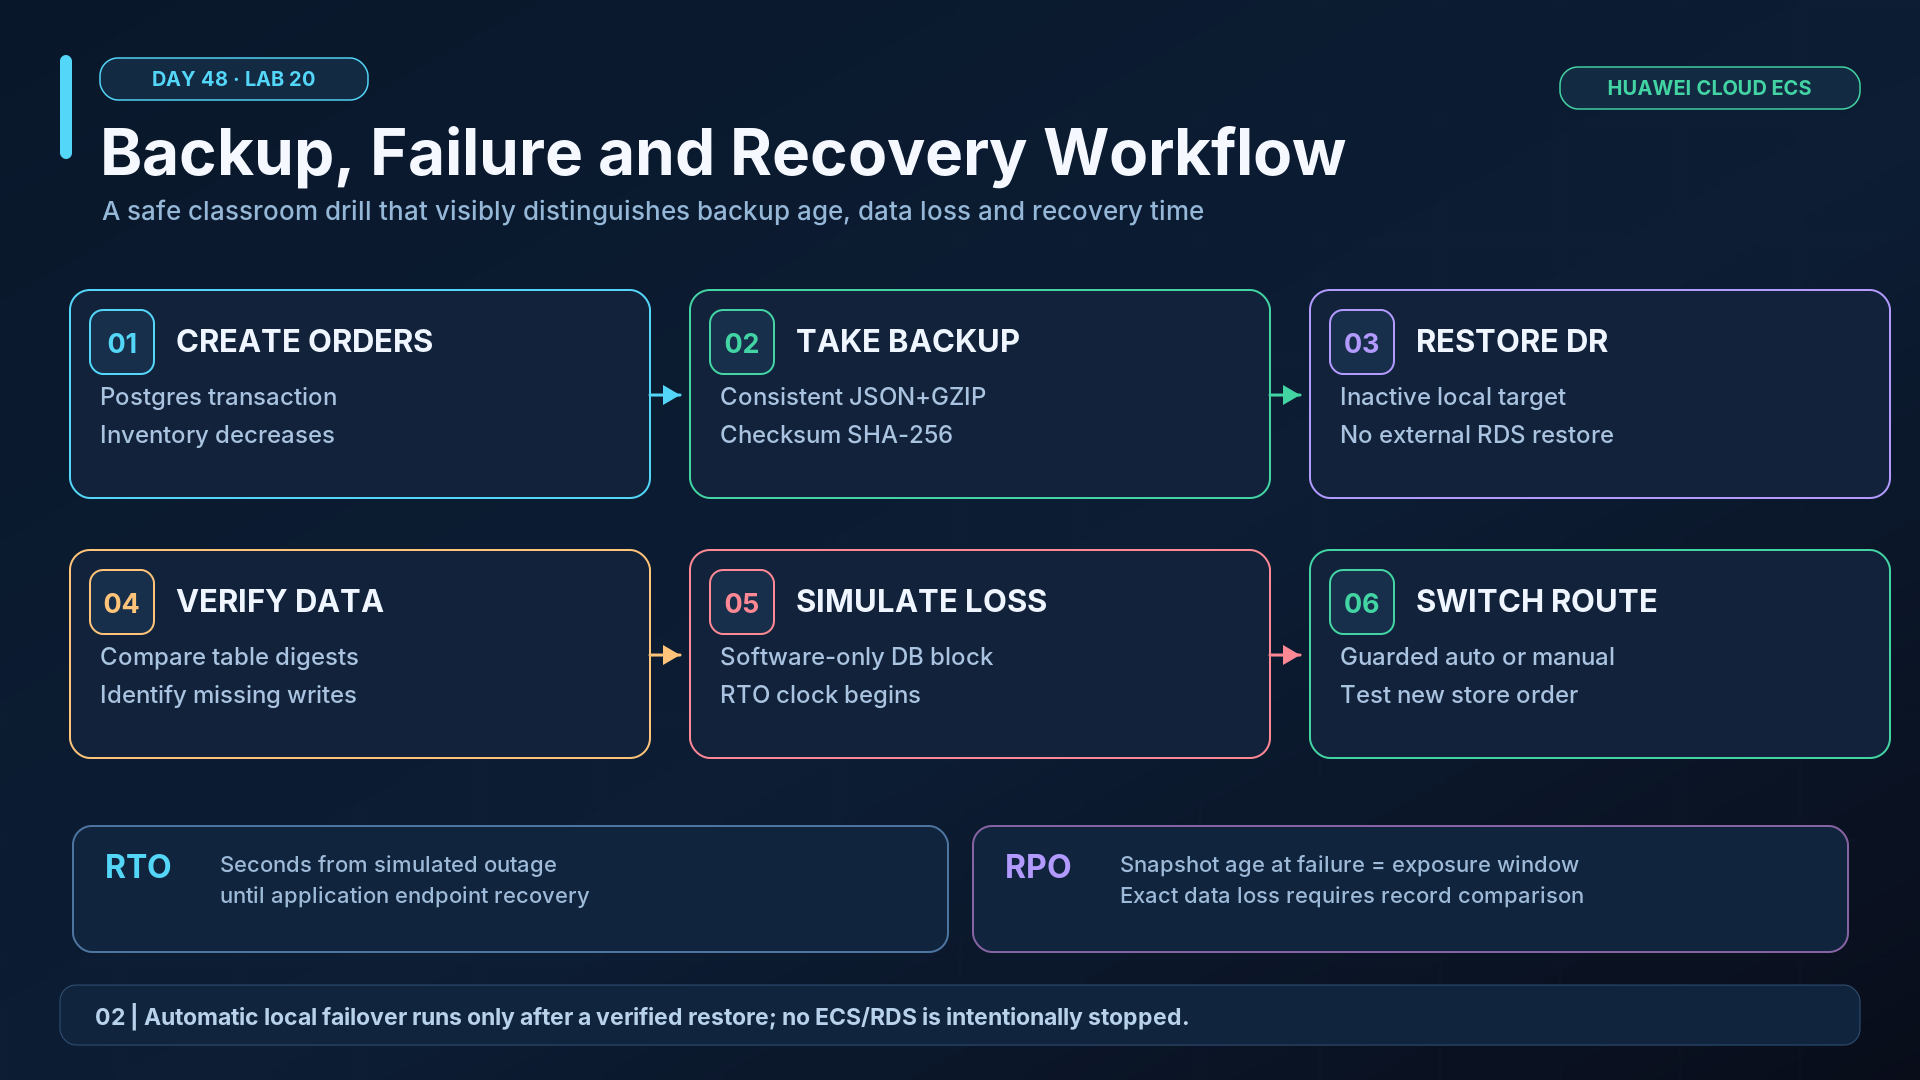 DAY 48 · LAB 20
HUAWEI CLOUD ECS
Backup, Failure and Recovery Workflow
A safe classroom drill that visibly distinguishes backup age, data loss and recovery time
01
CREATE ORDERS
Postgres transaction
Inventory decreases
02
TAKE BACKUP
Consistent JSON+GZIP
Checksum SHA-256
03
RESTORE DR
Inactive local target
No external RDS restore
04
VERIFY DATA
Compare table digests
Identify missing writes
05
SIMULATE LOSS
Software-only DB block
RTO clock begins
06
SWITCH ROUTE
Guarded auto or manual
Test new store order
RTO
Seconds from simulated outage
until application endpoint recovery
RPO
Snapshot age at failure = exposure window
Exact data loss requires record comparison
02 | Automatic local failover runs only after a verified restore; no ECS/RDS is intentionally stopped.